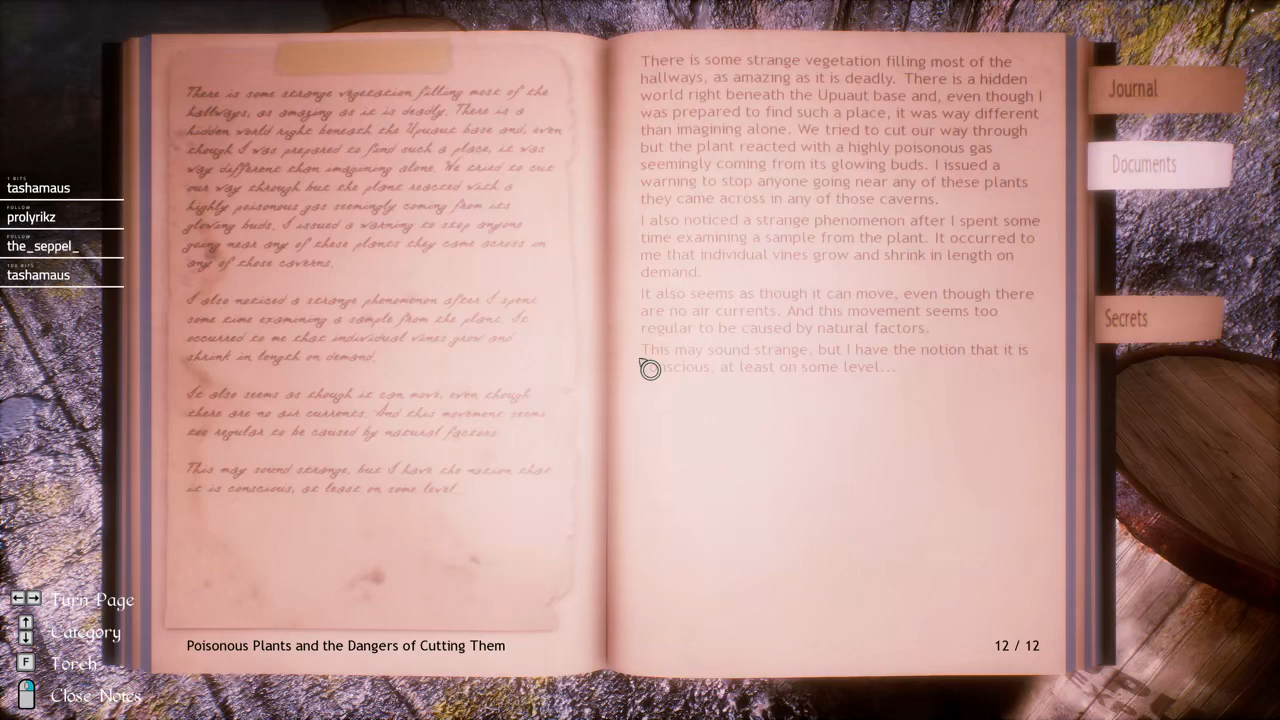 There is some strange vegetation filling most of the
hallways, as amazing as it is deadly. There is a
hidden world right beneath the Upuaut base and, even
though I was prepared to find such a place, it was
way different than imagining alone. We tried to cut
our way through but the plant reacted with a
highly poisonous gas seemingly coming from its
glowing buds. I issued a warning to stop anyone
going near any of these plants they came across in
any of those caverns.
I also noticed a strange phenomenon after I spent
some time examining a sample from the plant. It
occurred to me that individual vines grow and
shrink in length on demand.
It also seems as though it can move, even though
there are no air currents. And this movement seems
too regular to be caused by natural factors.
This may sound strange, but I have the notion that
it is conscious, at least on some level...
Poisonous Plants and the Dangers of Cutting Them
There is some strange vegetation filling most of the
hallways, as amazing as it is deadly. There is a hidden
world right beneath the Upuaut base and, even though I
was prepared to find such a place, it was way different
than imagining alone. We tried to cut our way through
but the plant reacted with a highly poisonous gas
seemingly coming from its glowing buds. I issued a
warning to stop anyone going near any of these plants
they came across in any of those caverns.
I also noticed a strange phenomenon after I spent some
time examining a sample from the plant. It occurred to
me that individual vines grow and shrink in length on
demand.
It also seems as though it can move, even though there
are no air currents. And this movement seems too
regular to be caused by natural factors.
This may sound strange, but I have the notion that it is
conscious, at least on some level...
12 / 12
Journal
Documents
Secrets
1 BITS
tashamaus
FOLLOW
prolyrikz
FOLLOW
the_seppel_
100 BITS
tashamaus
Turn Page
Category
F Torch
Close Notes